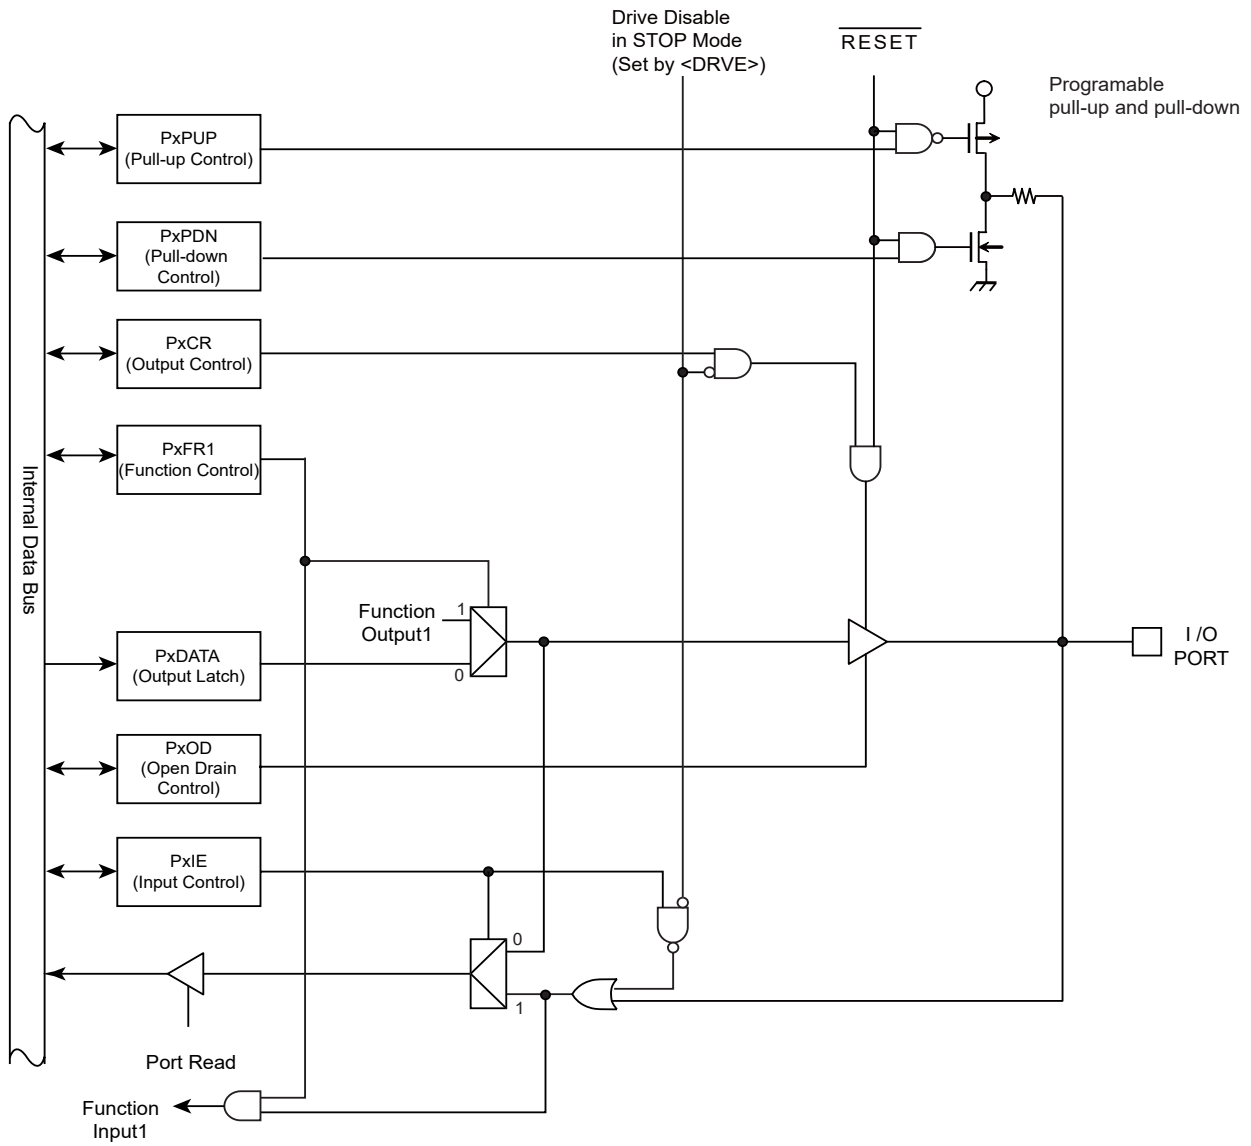 Drive Disable
in STOP Mode
(Set by <DRVE>)
RESET
Programable
pull-up and pull-down
PxPUP
(Pull-up Control)
PxPDN
(Pull-down
Control)
PxCR
(Output Control)
PxFR1
(Function Control)
Internal Data Bus
Function
Output1
1
0
PxDATA
(Output Latch)
I /O
PORT
PxOD
(Open Drain
Control)
PxIE
(Input Control)
0
1
Port Read
Function
Input1